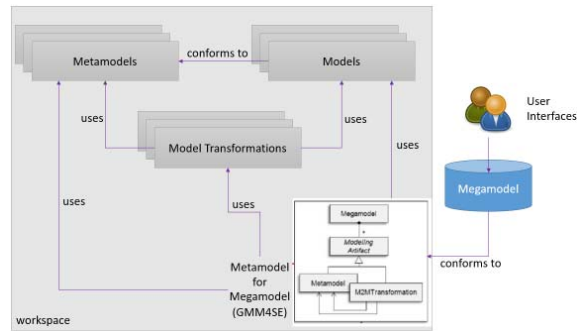 Metamodels
conforms to
Models
uses
uses
Model Transformations
uses
User
Interfaces
Megamodel
uses
uses
Megamodel
*
Modeling
Artifact
Metamodel
M2MTransformation
Metamodel
for
Megamodel
(GMM4SE)
conforms to
workspace